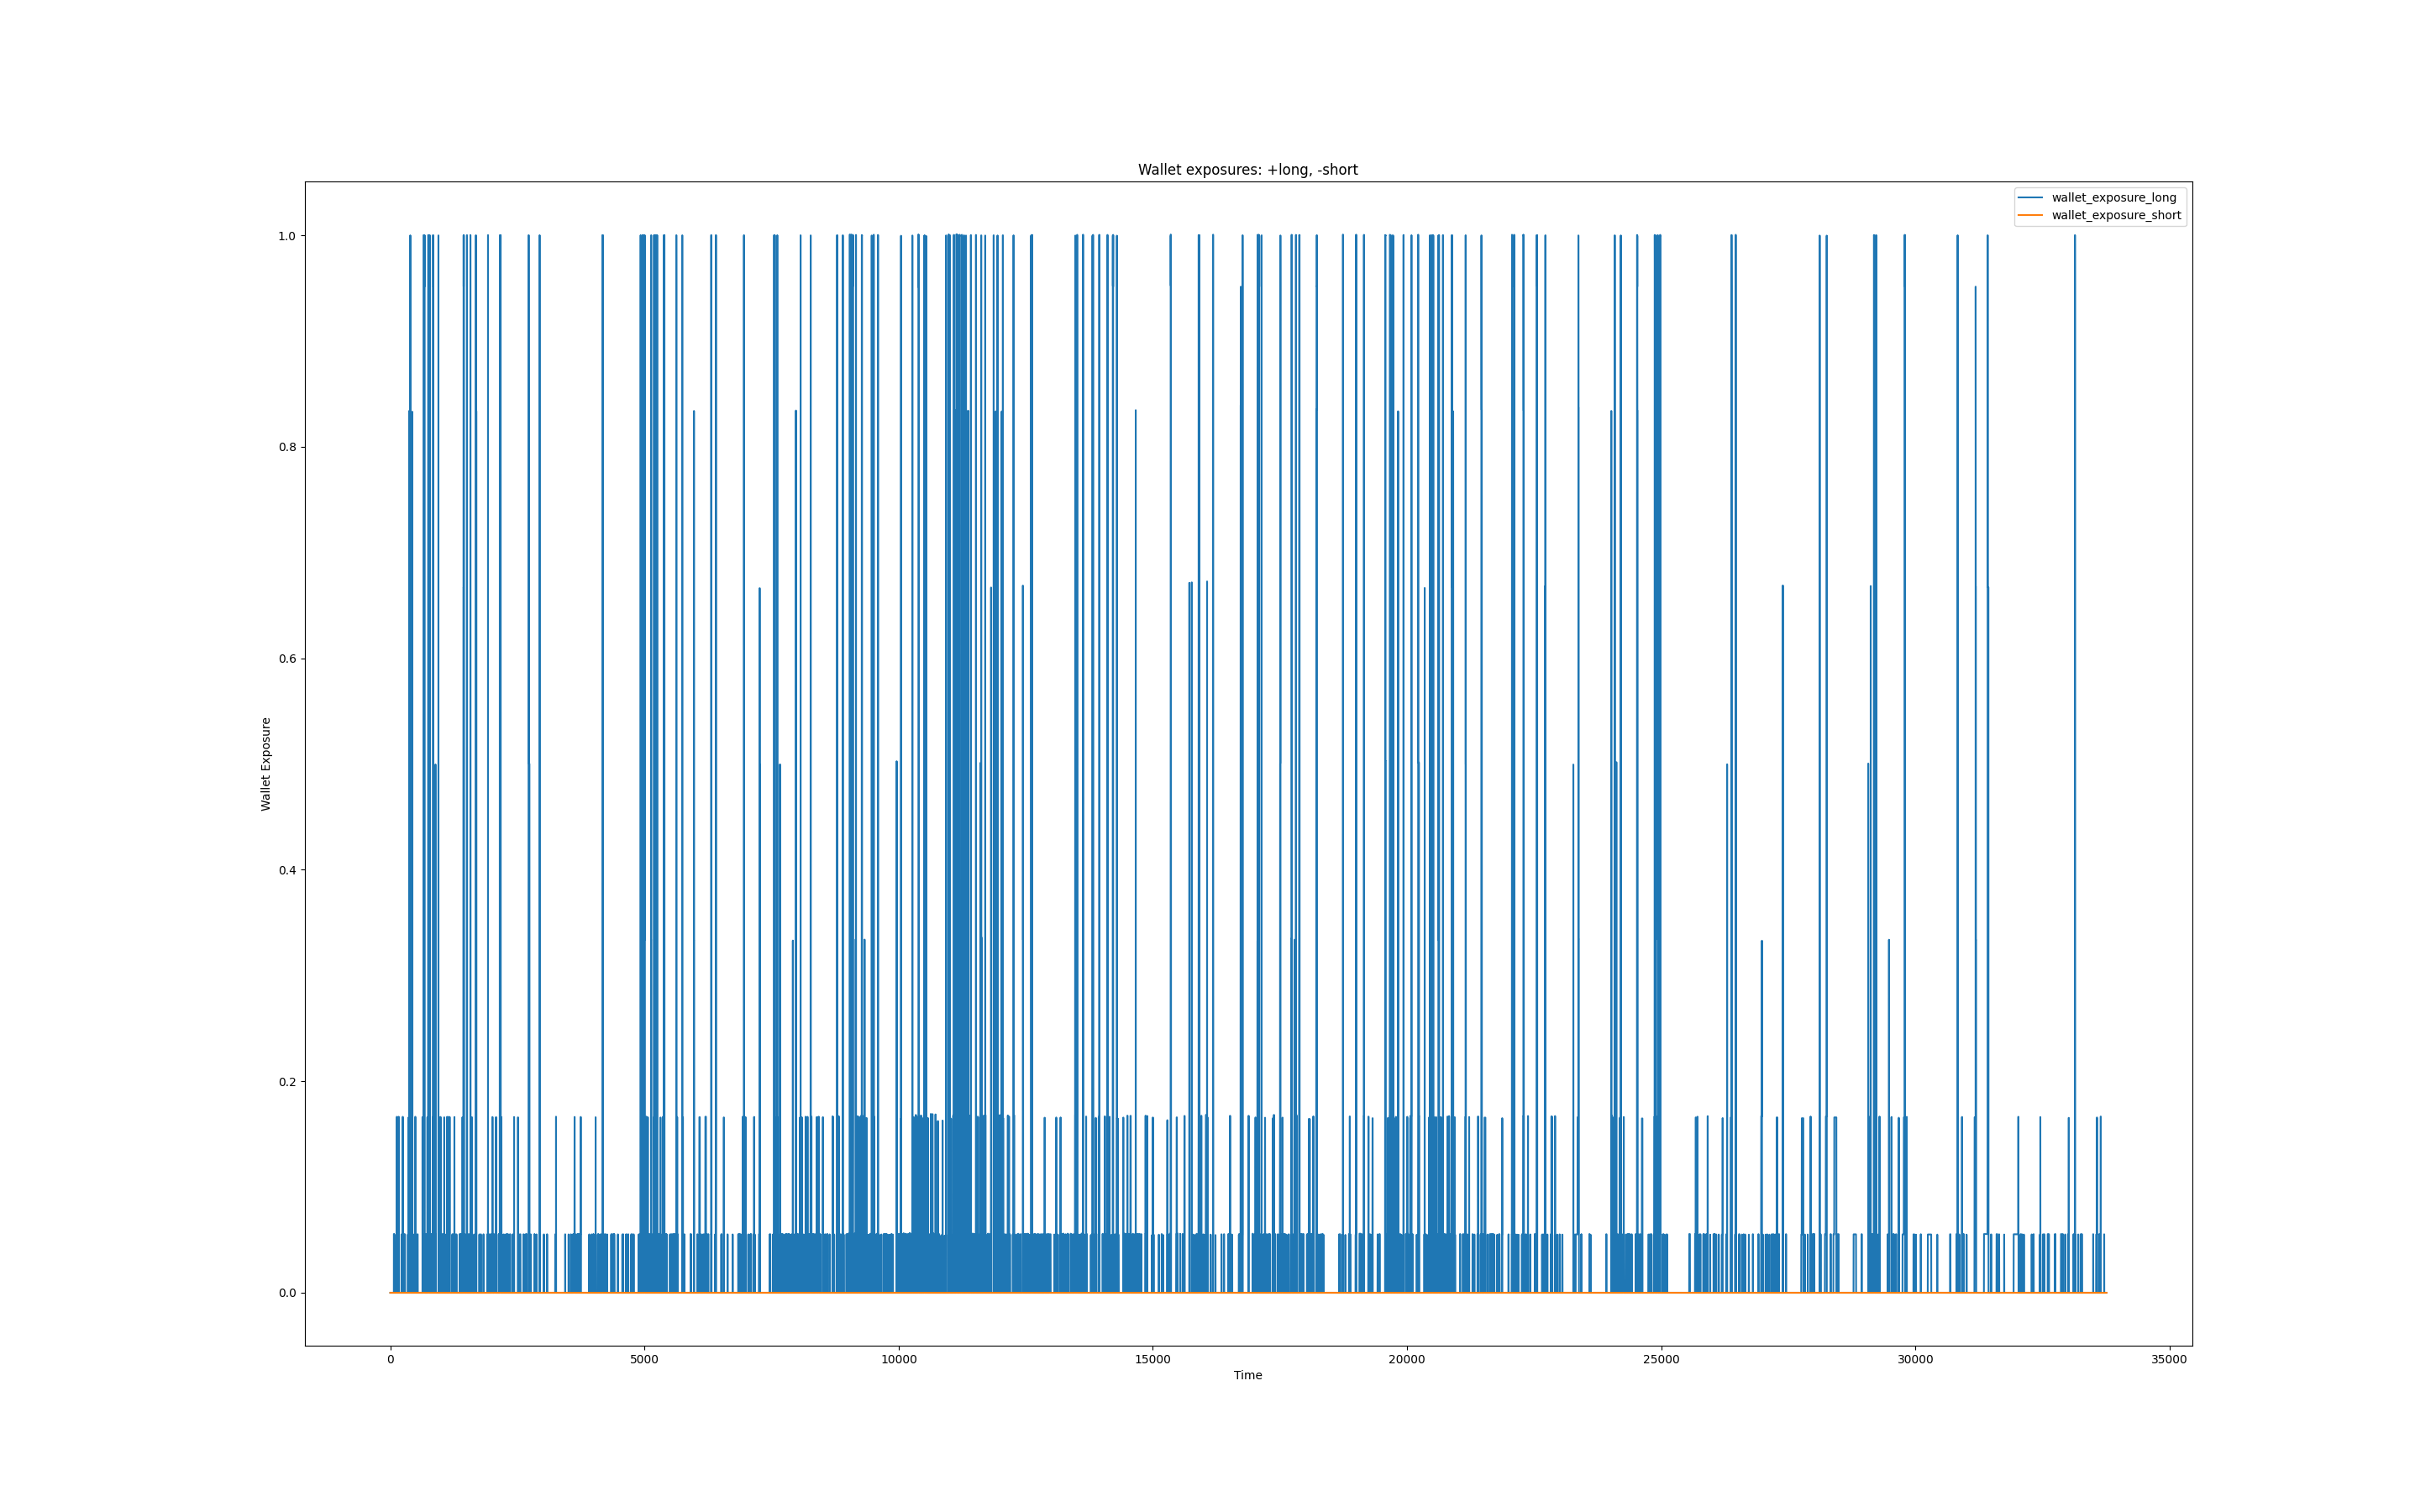 Wallet exposures: +long, -short
wallet_exposure_long
wallet_exposure_short
1.0
0.8
0.6
0.4
0.2
0.0
Wallet Exposure
0 5000 10000 15000 20000 25000 30000 35000
Time